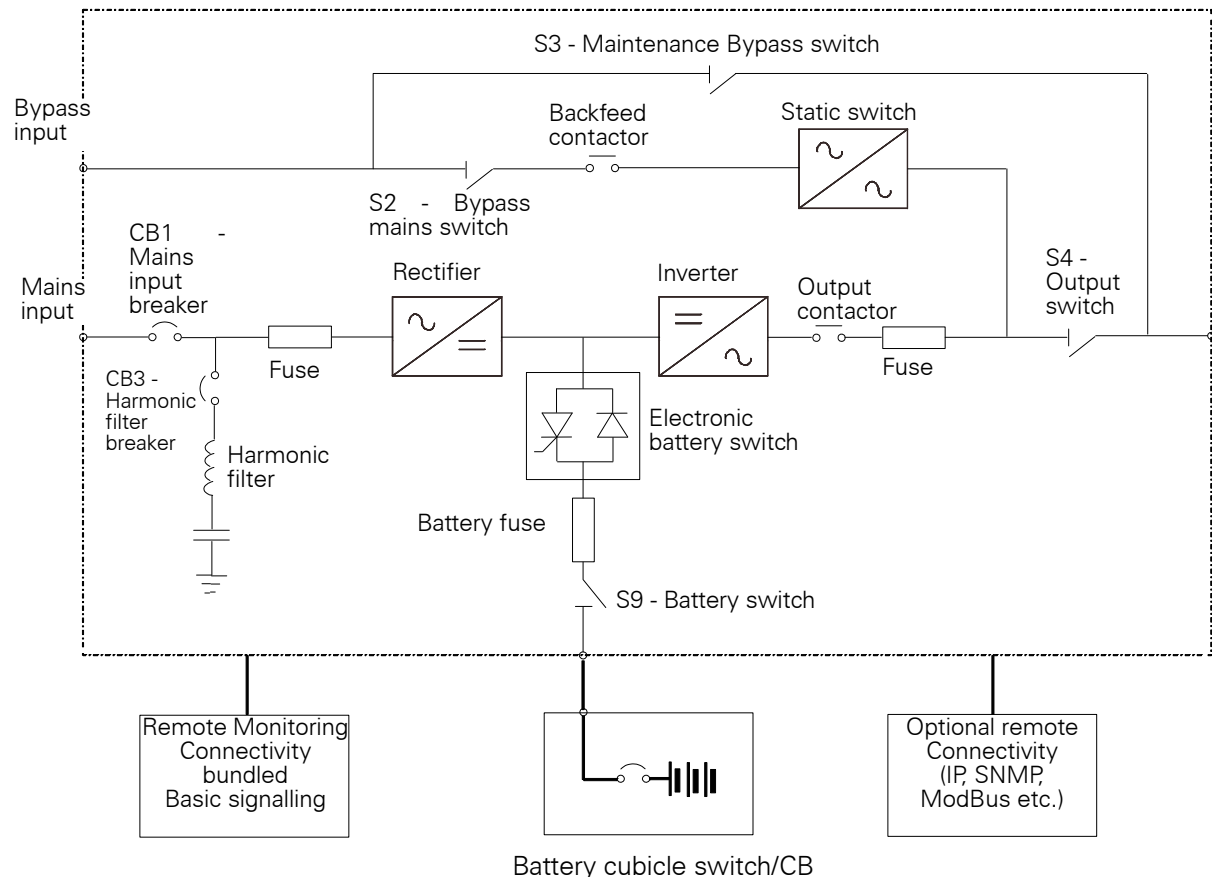 S3 - Maintenance Bypass switch
Bypass
input
Backfeed
contactor
Static switch
S2 - Bypass
mains switch
CB1 -
Mains
input
breaker
Mains
input
Rectifier
Inverter
Output
contactor
S4 -
Output
switch
Fuse
Fuse
CB3 -
Harmonic
filter
breaker
Harmonic
filter
Electronic
battery switch
Battery fuse
S9 - Battery switch
Remote Monitoring
Connectivity
bundled
Basic signalling
Optional remote
Connectivity
(IP, SNMP,
ModBus etc.)
Battery cubicle switch/CB